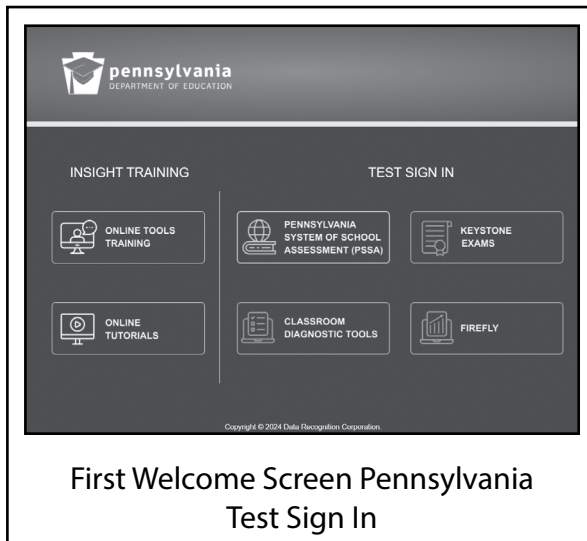 pennsylvania
DEPARTMENT OF EDUCATION
INSIGHT TRAINING
TEST SIGN IN
ONLINE TOOLS
TRAINING
PENNSYLVANIA
SYSTEM OF SCHOOL
ASSESSMENT (PSSA)
KEYSTONE
EXAMS
ONLINE
TUTORIALS
CLASSROOM
DIAGNOSTIC TOOLS
FIREFLY
Copyright © 2024 Data Recognition Corporation.
First Welcome Screen Pennsylvania
Test Sign In